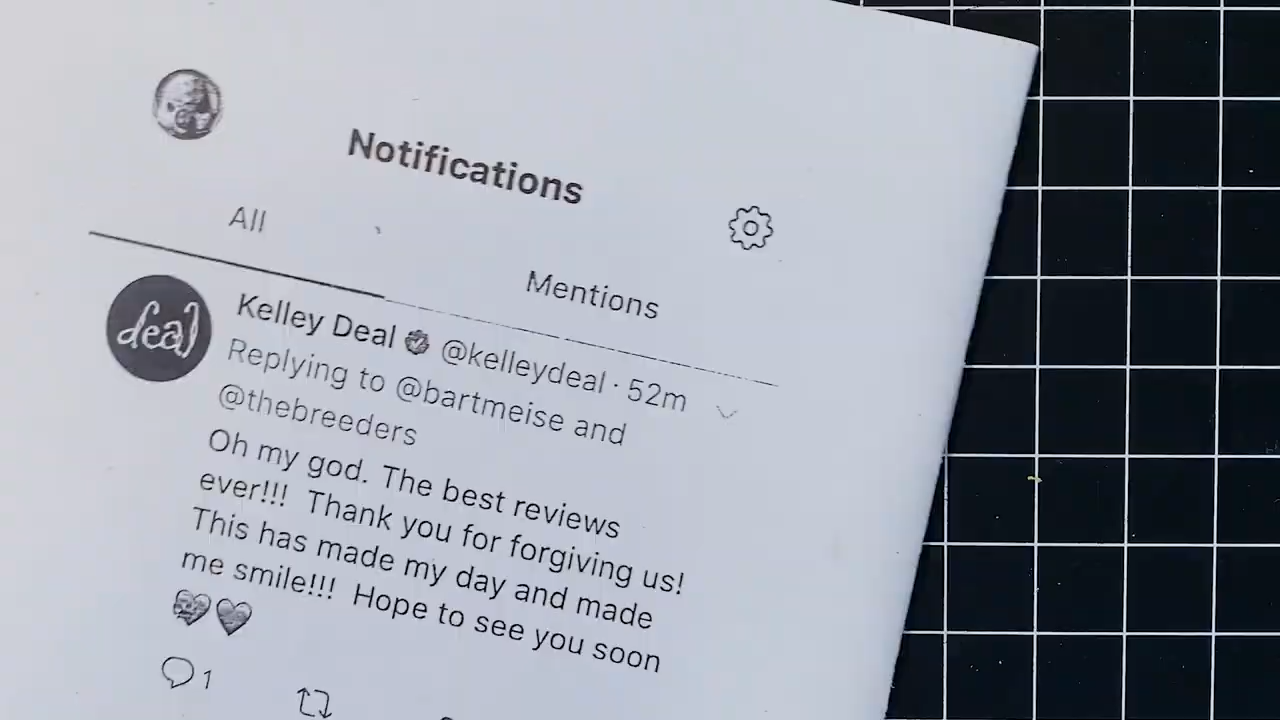 Notifications
All
Mentions
deal
Kelley Deal @kelleydeal · 52m
Replying to @bartmeise and
@thebreeders
Oh my god. The best reviews
ever!!! Thank you for forgiving us!
This has made my day and made
me smile!!! Hope to see you soon
1